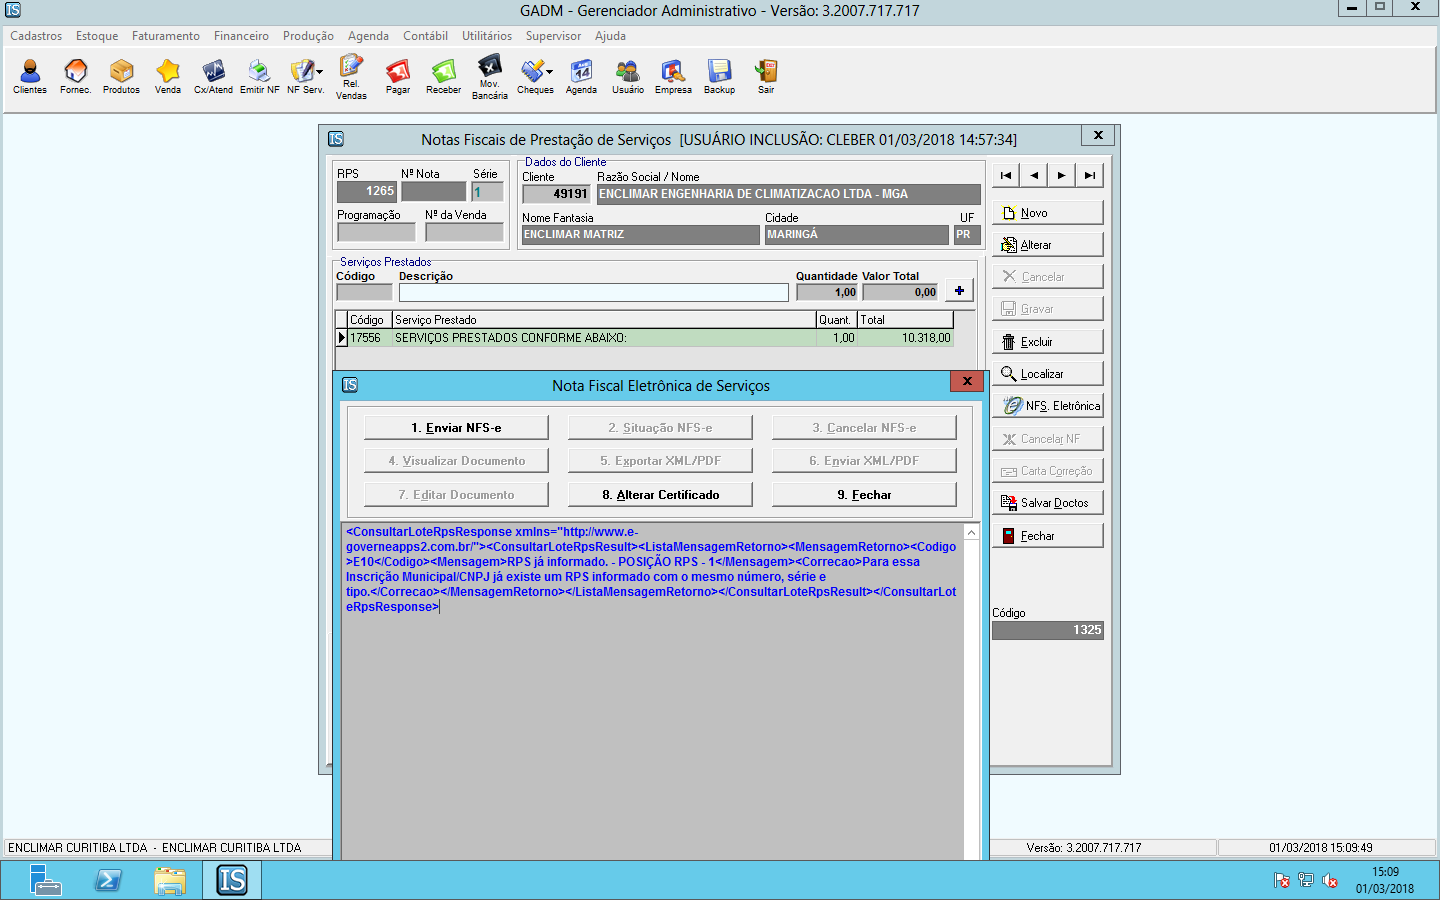 IS
GADM - Gerenciador Administrativo - Versão: 3.2007.717.717
Cadastros Estoque Faturamento Financeiro Produção Agenda Contábil Utilitários Supervisor Ajuda
Clientes Fornec. Produtos Venda Cx/Atend Emitir NF NF Serv. Rel. Vendas Pagar Receber Mov. Bancária Cheques Agenda Usuário Empresa Backup Sair
IS
Notas Fiscais de Prestação de Serviços [USUÁRIO INCLUSÃO: CLEBER 01/03/2018 14:57:34]
RPS Nº Nota Série
1265 1
Programação Nº da Venda
Dados do Cliente
Cliente Razão Social / Nome
49191 ENCLIMAR ENGENHARIA DE CLIMATIZACAO LTDA - MGA
Nome Fantasia Cidade UF
ENCLIMAR MATRIZ MARINGÁ PR
Serviços Prestados
Código Descrição Quantidade Valor Total
1,00 0,00
Código Serviço Prestado Quant. Total
17556 SERVIÇOS PRESTADOS CONFORME ABAIXO: 1,00 10.318,00
Novo
Alterar
Cancelar
Gravar
Excluir
Localizar
NFS. Eletrônica
Cancelar NF
Carta Correção
Salvar Doctos
Fechar
Código
1325
IS
Nota Fiscal Eletrônica de Serviços
1. Enviar NFS-e 2. Situação NFS-e 3. Cancelar NFS-e
4. Visualizar Documento 5. Exportar XML/PDF 6. Enviar XML/PDF
7. Editar Documento 8. Alterar Certificado 9. Fechar
<ConsultarLoteRpsResponse xmlns="http://www.e-
governeapps2.com.br/"><ConsultarLoteRpsResult><ListaMensagemRetorno><MensagemRetorno><Codigo
>E10</Codigo><Mensagem>RPS já informado. - POSIÇÃO RPS - 1</Mensagem><Correcao>Para essa
Inscrição Municipal/CNPJ já existe um RPS informado com o mesmo número, série e
tipo.</Correcao></MensagemRetorno></ListaMensagemRetorno></ConsultarLoteRpsResult></ConsultarLot
eRpsResponse>
ENCLIMAR CURITIBA LTDA - ENCLIMAR CURITIBA LTDA Versão: 3.2007.717.717 01/03/2018 15:09:49
IS
15:09
01/03/2018